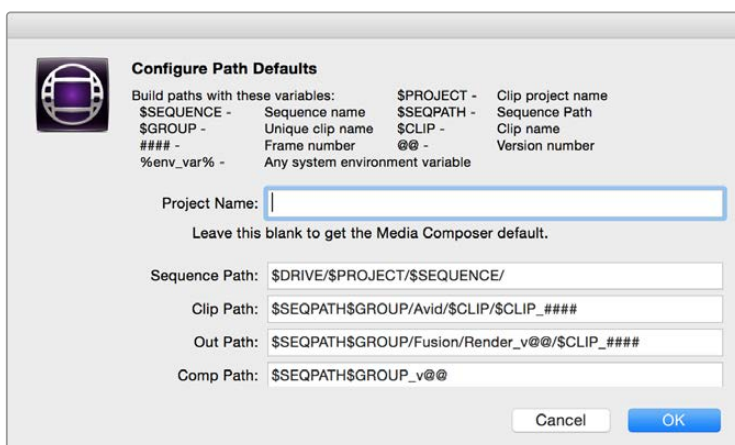 Configure Path Defaults
Build paths with these variables: $PROJECT - Clip project name
$SEQUENCE - Sequence name $SEQPATH - Sequence Path
$GROUP - Unique clip name $CLIP - Clip name
#### - Frame number @@ - Version number
%env_var% - Any system environment variable
Project Name:
Leave this blank to get the Media Composer default.
Sequence Path: $DRIVE/$PROJECT/$SEQUENCE/
Clip Path: $SEQPATH$GROUP/Avid/$CLIP/$CLIP_####
Out Path: $SEQPATH$GROUP/Fusion/Render_v@@/$CLIP_####
Comp Path: $SEQPATH$GROUP_v@@
Cancel OK